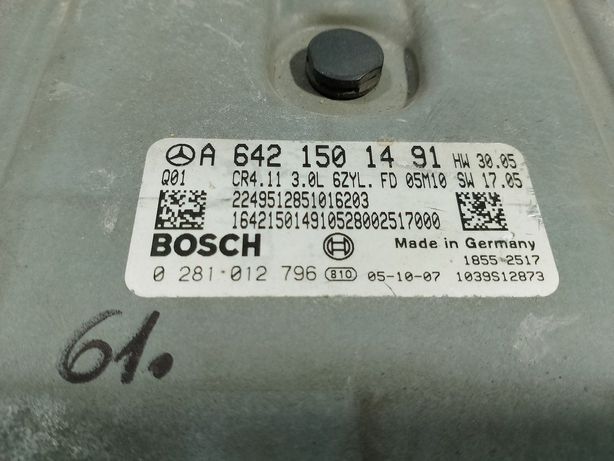 A 642 150 14 91 HW 30.05
Q01 CR4.11 3.0L 6ZYL. FD 05M10 SW 17.05
2249512851016203
164215014910528002517000
BOSCH Made in Germany
1855 2517
0 281 012 796 810 05-10-07 1039S12873
61.